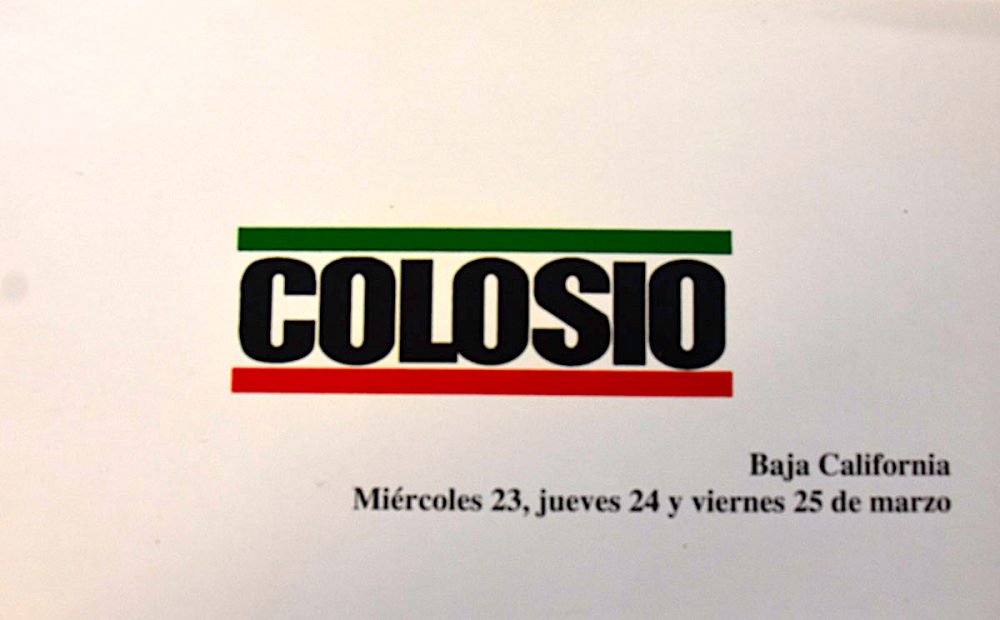 COLOSIO
Baja California
Miércoles 23, jueves 24 y viernes 25 de marzo